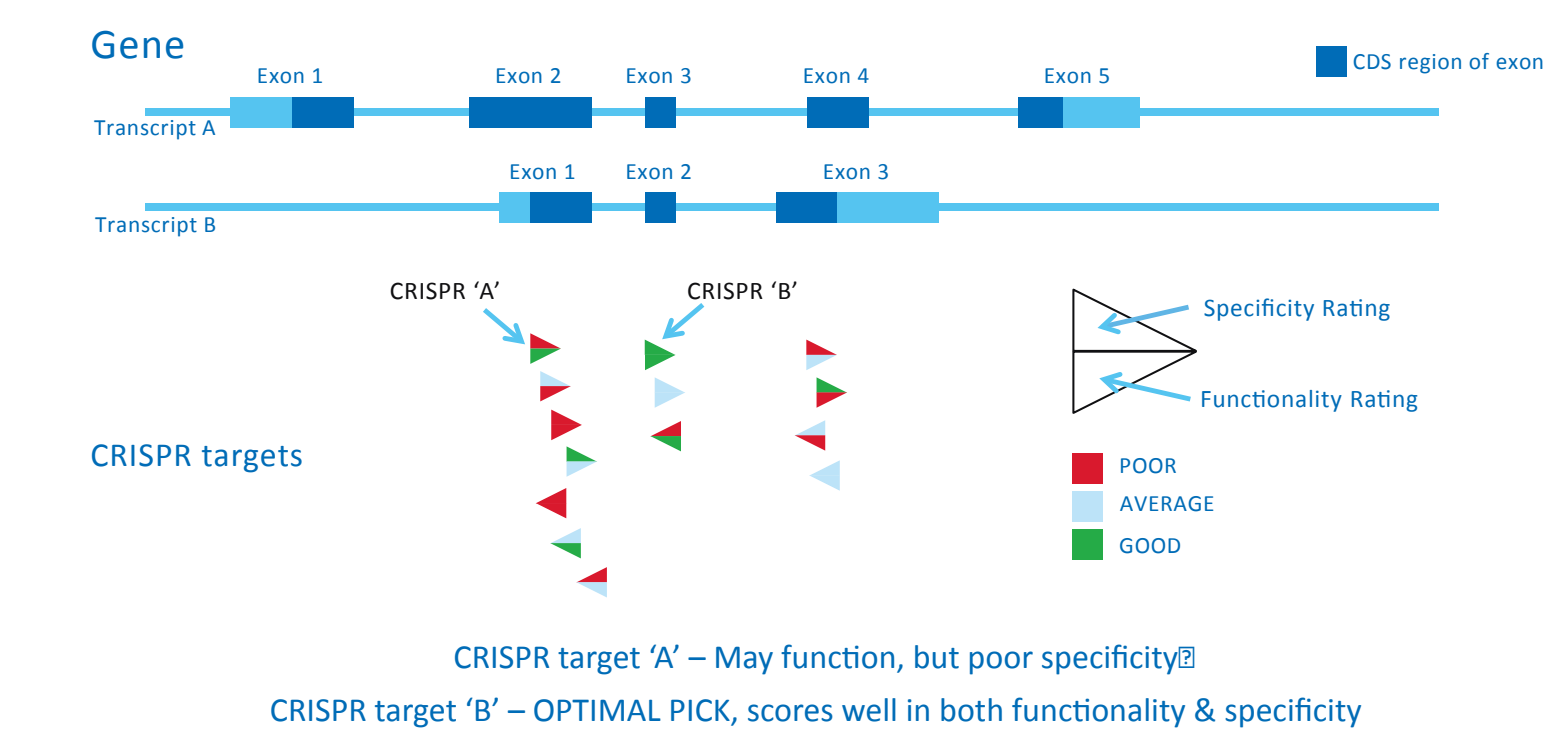 Gene
CDS region of exon
Exon 1 Exon 2 Exon 3 Exon 4 Exon 5
Transcript A
Exon 1 Exon 2 Exon 3
Transcript B
CRISPR ‘A’ CRISPR ‘B’
Specificity Rating
Functionality Rating
CRISPR targets
POOR
AVERAGE
GOOD
CRISPR target ‘A’ – May function, but poor specificity⍰
CRISPR target ‘B’ – OPTIMAL PICK, scores well in both functionality & specificity